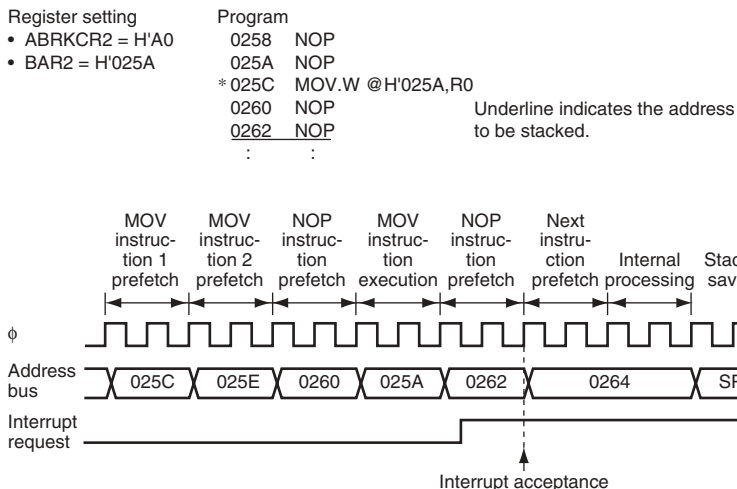 Register setting
• ABRKCR2 = H'A0
• BAR2 = H'025A
Program
0258 NOP
025A NOP
* 025C MOV.W @H'025A,R0
0260 NOP
0262 NOP
: :
Underline indicates the address
to be stacked.
MOV
instruc-
tion 1
prefetch
MOV
instruc-
tion 2
prefetch
NOP
instruc-
tion
prefetch
MOV
instruc-
tion
execution
NOP
instruc-
tion
prefetch
Next
instru-
ction
prefetch
Internal
processing
φ
Address
bus
025C 025E 0260 025A 0262 0264
Interrupt
request
Interrupt acceptance